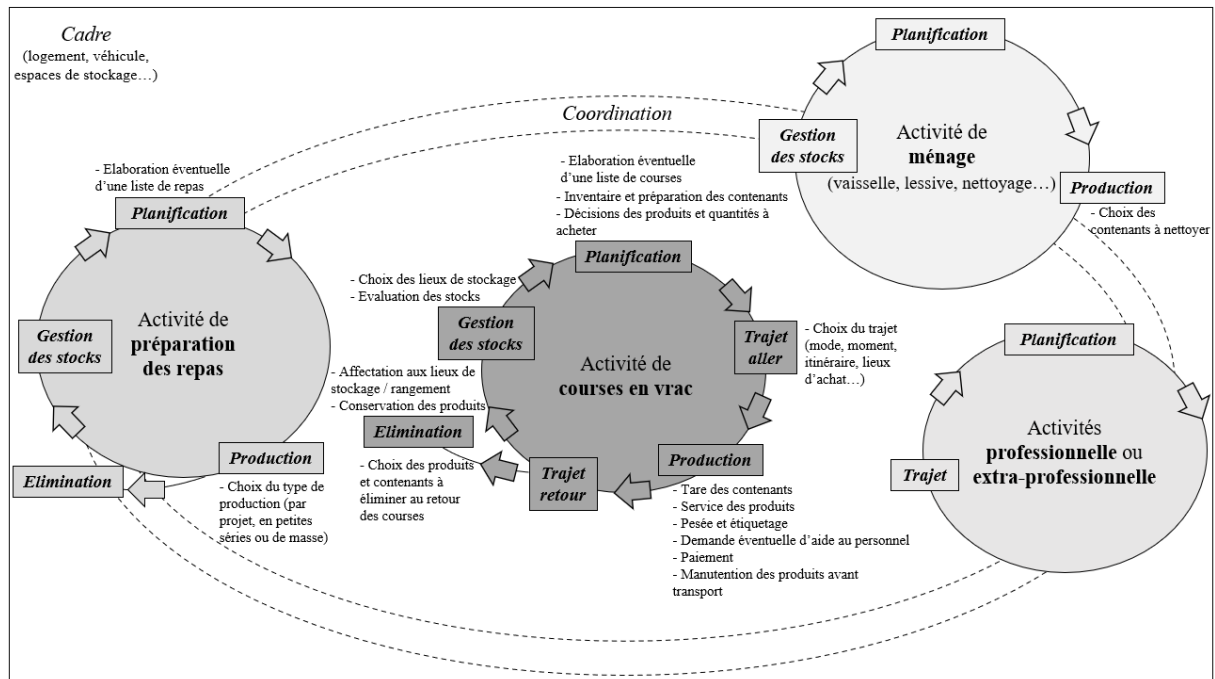 Cadre
(logement, véhicule,
espaces de stockage…)
Coordination
Planification
Gestion
des stocks
Activité de
ménage
(vaisselle, lessive, nettoyage…)
Production
- Choix des
contenants à nettoyer
- Elaboration éventuelle
d'une liste de repas
Planification
Gestion
des stocks
Activité de
préparation
des repas
Production
- Choix du type de
production (par
projet, en petites
séries ou de masse)
Elimination
- Elaboration éventuelle
d'une liste de courses
- Inventaire et préparation des contenants
- Décisions des produits et quantités à
acheter
Planification
- Choix des lieux de stockage
- Evaluation des stocks
Gestion
des stocks
Activité de
courses en vrac
Trajet
aller
- Choix du trajet
(mode, moment,
itinéraire, lieux
d'achat…)
- Affectation aux lieux de
stockage / rangement
- Conservation des produits
Elimination
- Choix des produits
et contenants à
éliminer au retour
des courses
Trajet
retour
Production
- Tare des contenants
- Service des produits
- Pesée et étiquetage
- Demande éventuelle d'aide au personnel
- Paiement
- Manutention des produits avant
transport
Planification
Activités
professionnelle ou
extra-professionnelle
Trajet